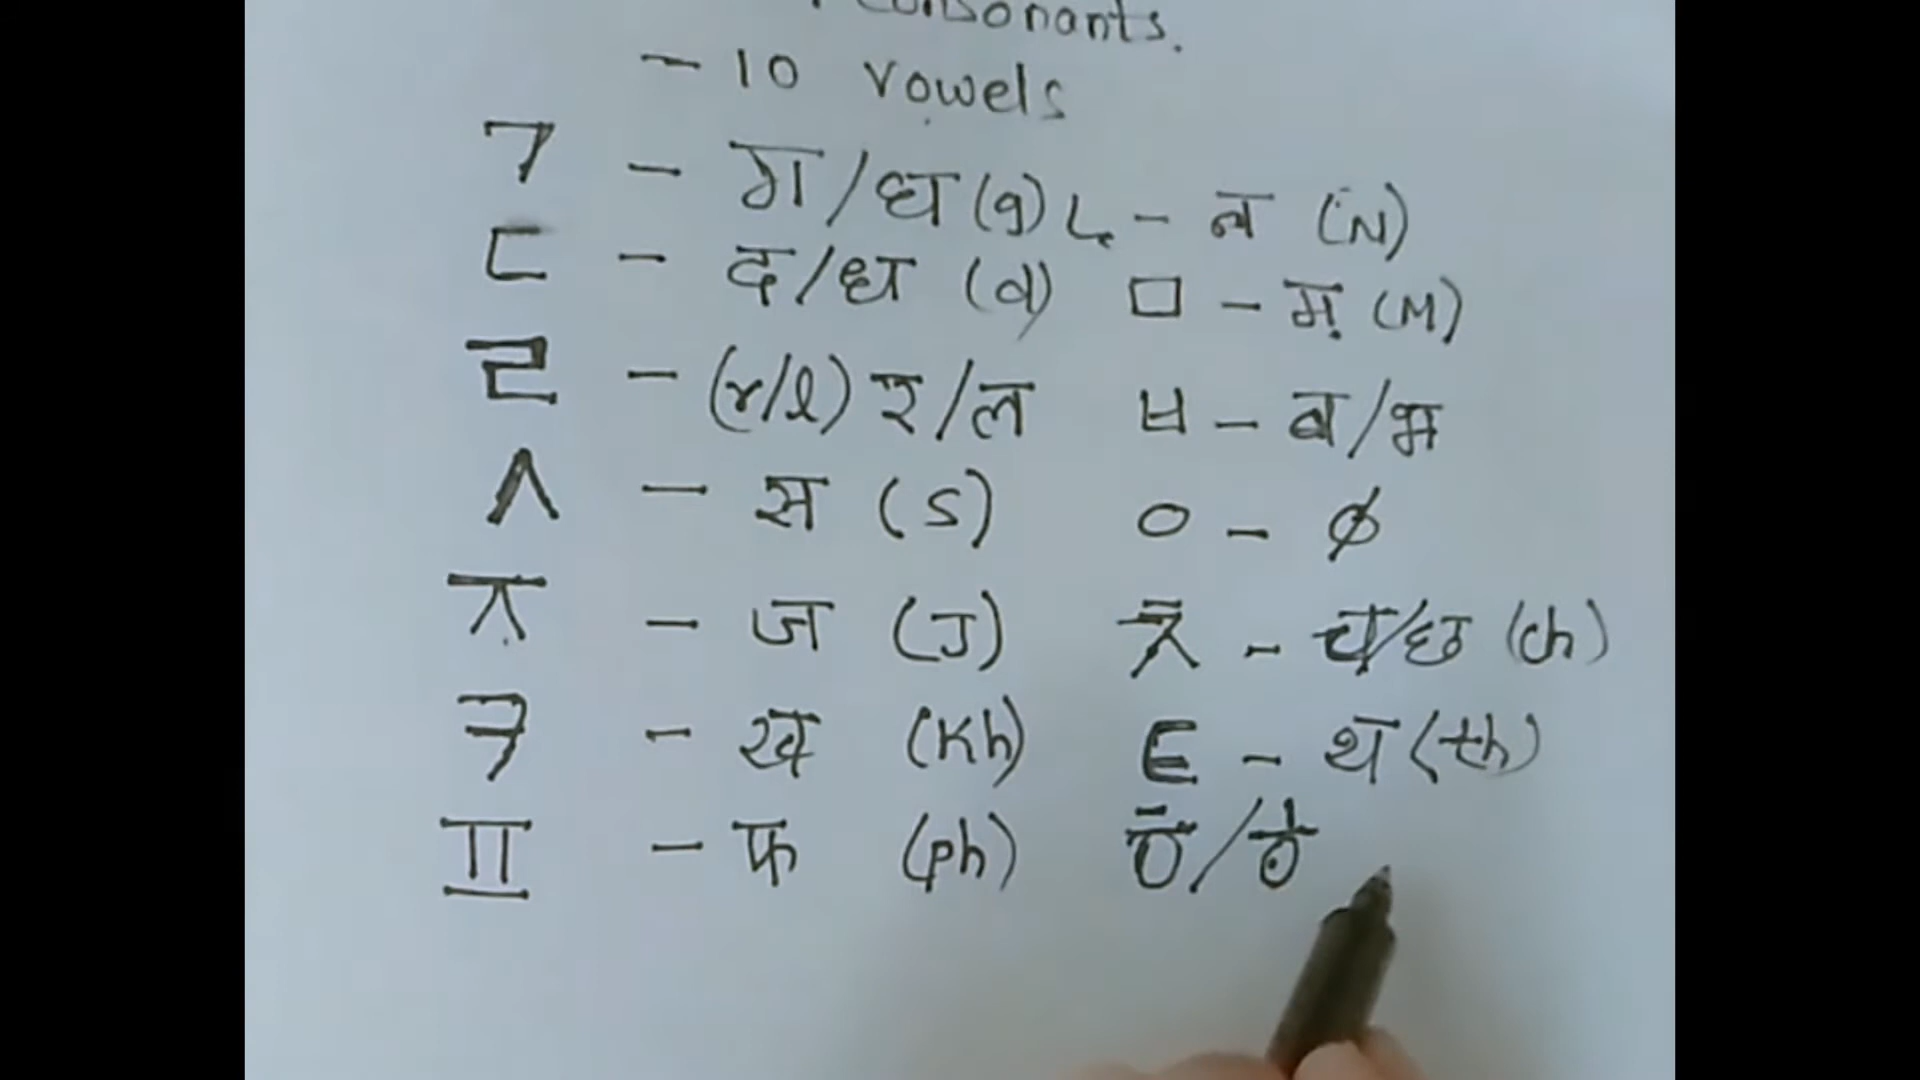 consonants.
– 10 vowels
ㄱ – ग/घ (g) ㄴ – न (N)
ㄷ – द/ध (d) ㅁ – म (M)
ㄹ – (r/l) र/ल ㅂ – ब/भ
ㅅ – स (s) ㅇ – ∅
ㅈ – ज (J) ㅊ – च/छ (ch)
ㅋ – ख (Kh) ㅌ – थ (th)
ㅍ – फ (ph) ㅎ/ㅎ